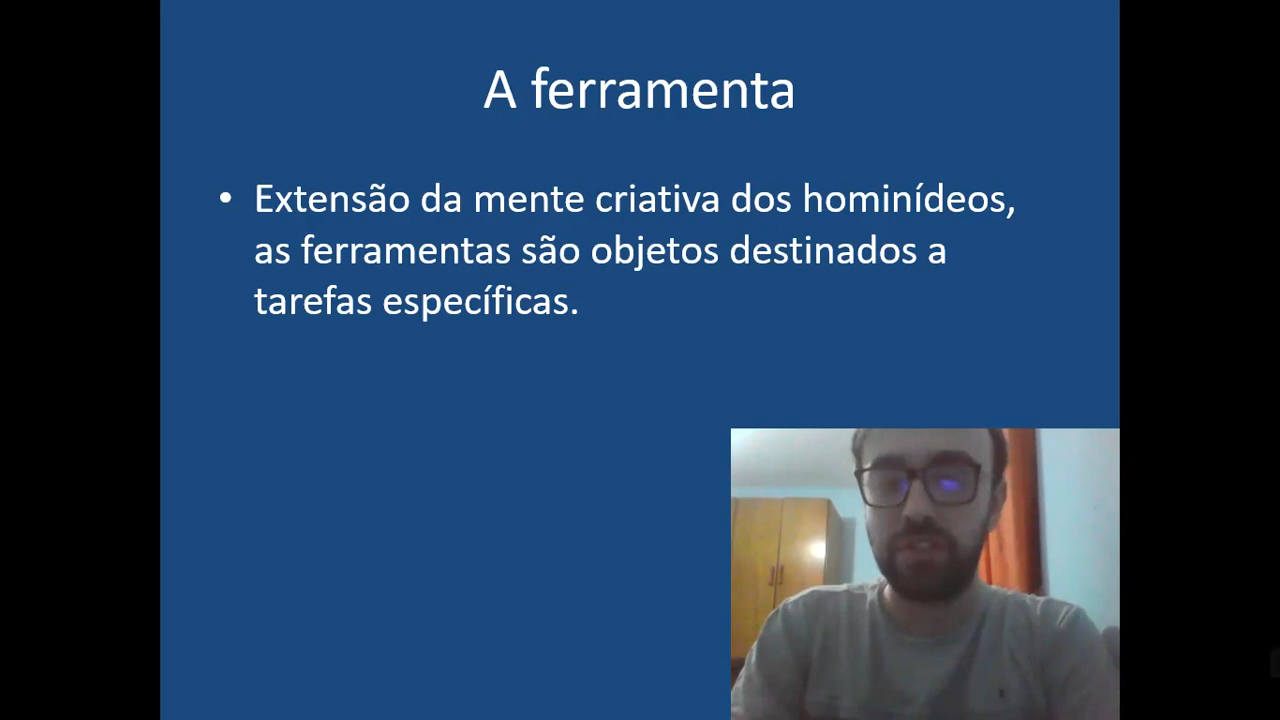 A ferramenta
• Extensão da mente criativa dos hominídeos,
as ferramentas são objetos destinados a
tarefas específicas.